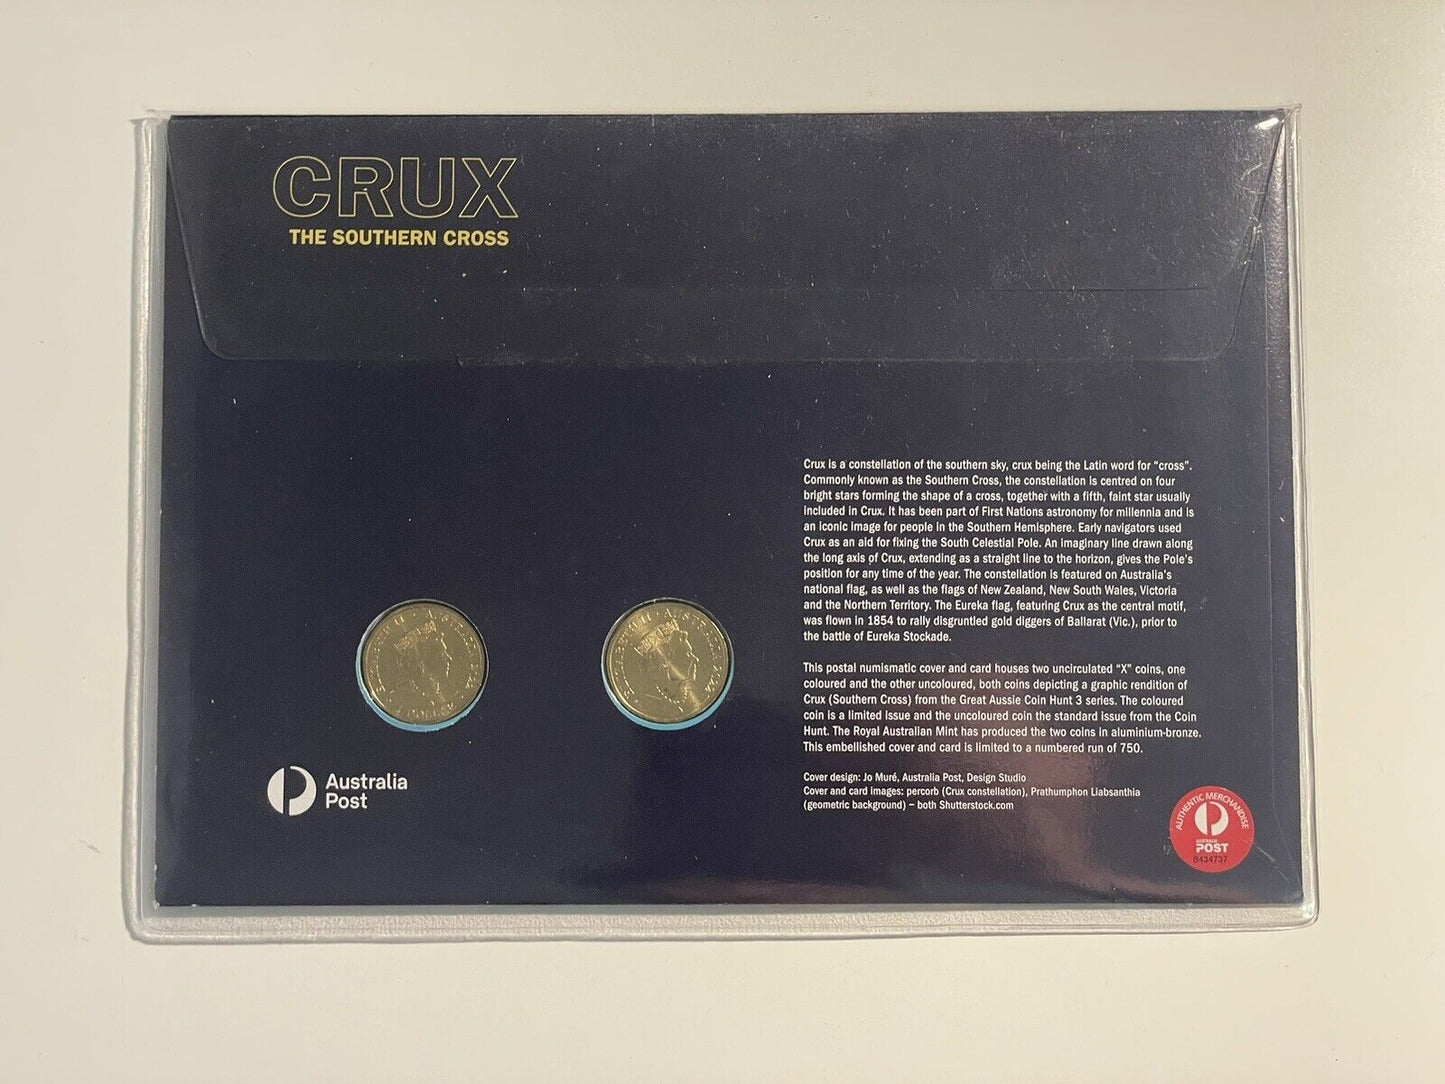 CRUX
THE SOUTHERN CROSS
Crux is a constellation of the southern sky, crux being the Latin word for “cross”.
Commonly known as the Southern Cross, the constellation is centred on four
bright stars forming the shape of a cross, together with a fifth, faint star usually
included in Crux. It has been part of First Nations astronomy for millennia and is
an iconic image for people in the Southern Hemisphere. Early navigators used
Crux as an aid for fixing the South Celestial Pole. An imaginary line drawn along
the long axis of Crux, extending as a straight line to the horizon, gives the Pole’s
position for any time of the year. The constellation is featured on Australia’s
national flag, as well as the flags of New Zealand, New South Wales, Victoria
and the Northern Territory. The Eureka flag, featuring Crux as the central motif,
was flown in 1854 to rally disgruntled gold diggers of Ballarat (Vic.), prior to
the battle of Eureka Stockade.
This postal numismatic cover and card houses two uncirculated “X” coins, one
coloured and the other uncoloured, both coins depicting a graphic rendition of
Crux (Southern Cross) from the Great Aussie Coin Hunt 3 series. The coloured
coin is a limited issue and the uncoloured coin the standard issue from the Coin
Hunt. The Royal Australian Mint has produced the two coins in aluminium-bronze.
This embellished cover and card is limited to a numbered run of 750.
Cover design: Jo Muré, Australia Post, Design Studio
Cover and card images: percorb (Crux constellation), Prathumphon Liabsanthia
(geometric background) – both Shutterstock.com
Australia
Post
AUTHENTIC MERCHANDISE
AUSTRALIA
POST
B434737